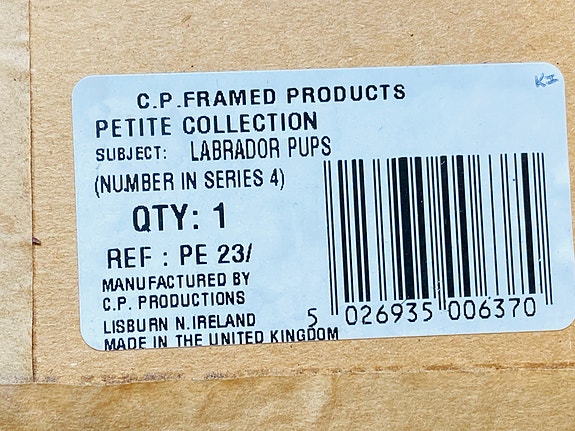 C.P.FRAMED PRODUCTS
PETITE COLLECTION
SUBJECT: LABRADOR PUPS
(NUMBER IN SERIES 4)
QTY: 1
REF : PE 23/
MANUFACTURED BY
C.P. PRODUCTIONS
LISBURN N.IRELAND
MADE IN THE UNITED KINGDOM
5 026935 006370